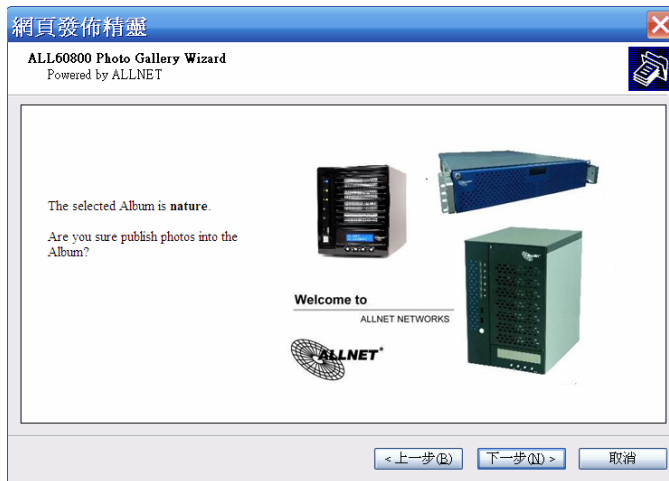 網頁發佈精靈
ALL60800 Photo Gallery Wizard
Powered by ALLNET
The selected Album is nature.
Are you sure publish photos into the
Album?
Welcome to
ALLNET NETWORKS
ALLNET®
<上一步(B)
下一步(N) >
取消